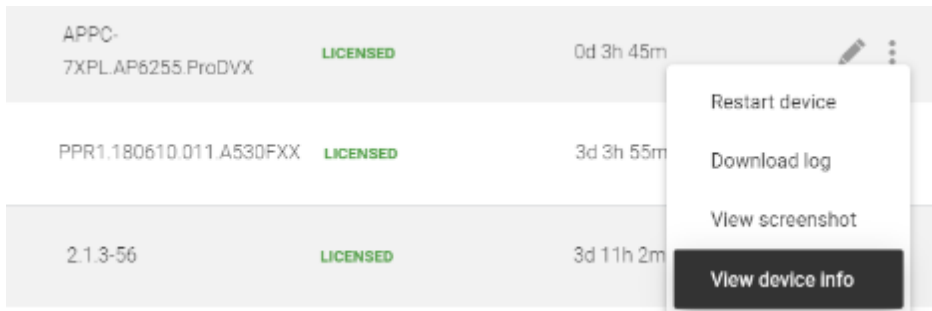 APPC-
7XPL.AP6255.ProDVX LICENSED 0d 3h 45m
Restart device
PPR1.180610.011.A530FXX LICENSED 3d 3h 55m
Download log
View screenshot
2.1.3-56 LICENSED 3d 11h 2m
View device info